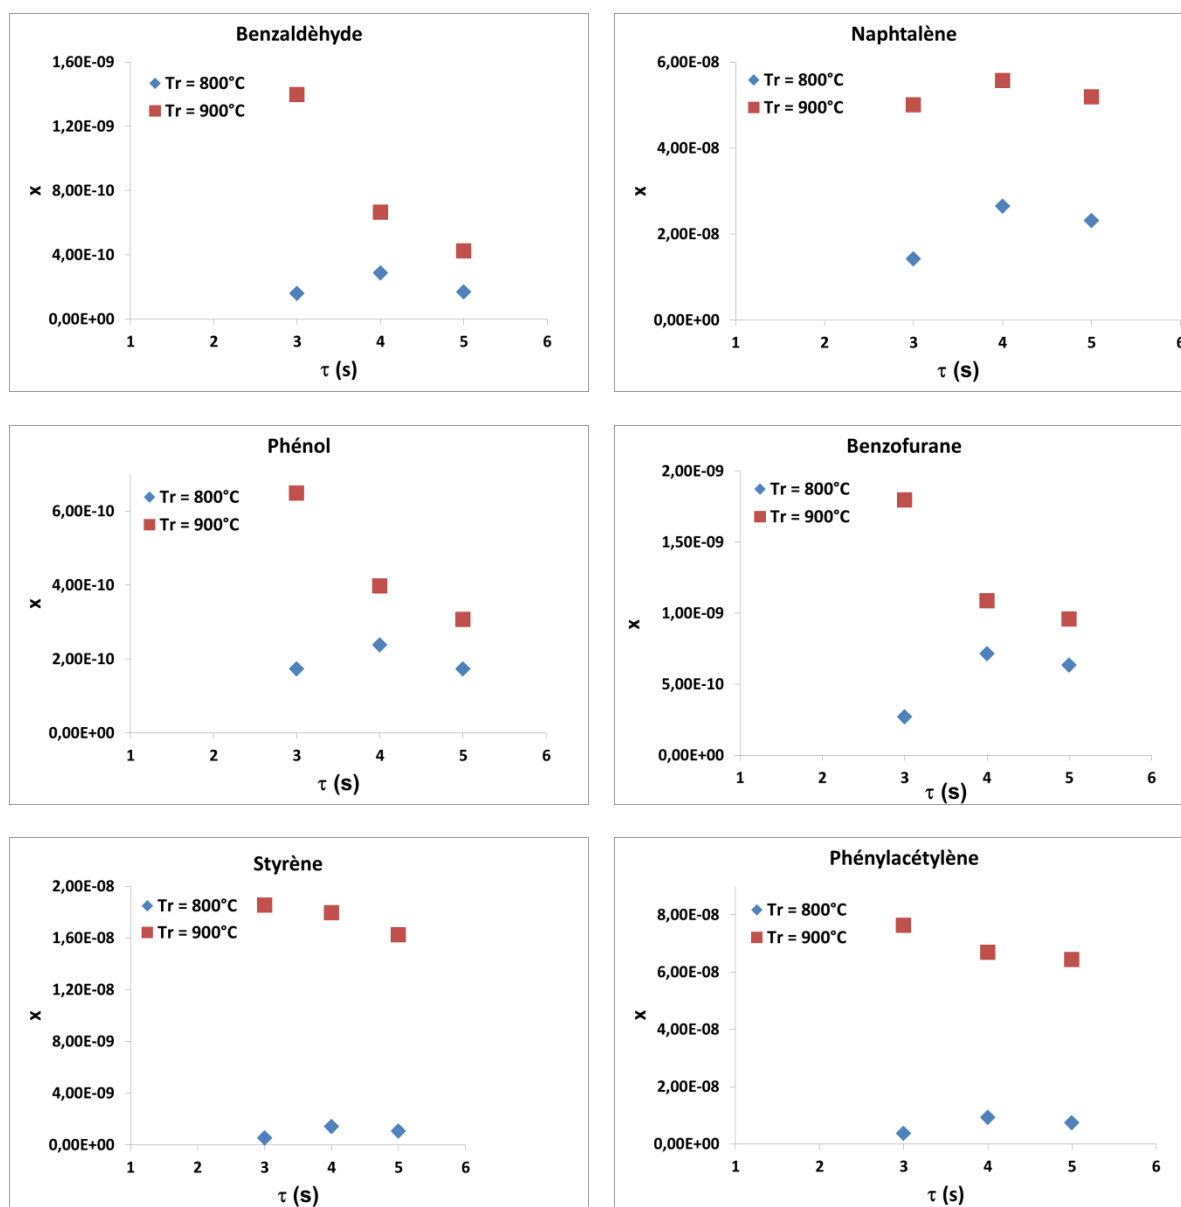 Benzaldèhyde
1,60E-09
Tr = 800°C
Tr = 900°C
1,20E-09
8,00E-10
x
4,00E-10
0,00E+00
1 2 3 4 5 6
τ (s)
Naphtalène
6,00E-08
Tr = 800°C
Tr = 900°C
4,00E-08
x
2,00E-08
0,00E+00
1 2 3 4 5 6
τ (s)
Phénol
Tr = 800°C
6,00E-10
Tr = 900°C
4,00E-10
x
2,00E-10
0,00E+00
1 2 3 4 5 6
τ (s)
Benzofurane
2,00E-09
Tr = 800°C
Tr = 900°C
1,50E-09
1,00E-09
x
5,00E-10
0,00E+00
1 2 3 4 5 6
τ (s)
Styrène
2,00E-08
Tr = 800°C
Tr = 900°C
1,60E-08
1,20E-08
x
8,00E-09
4,00E-09
0,00E+00
1 2 3 4 5 6
τ (s)
Phénylacétylène
8,00E-08
Tr = 800°C
Tr = 900°C
6,00E-08
x
4,00E-08
2,00E-08
0,00E+00
1 2 3 4 5 6
τ (s)